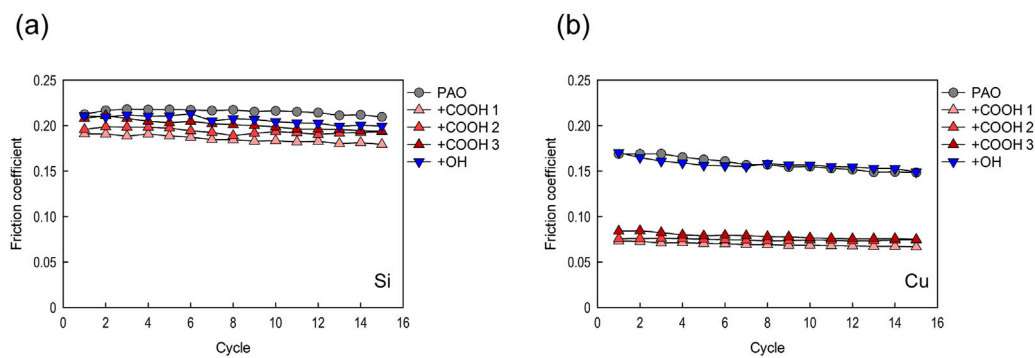 (a)
(b)
0.25
0.20
0.15
0.10
0.05
0
0 2 4 6 8 10 12 14 16
Friction coefficient
Cycle
Si
PAO
+COOH 1
+COOH 2
+COOH 3
+OH
0.25
0.20
0.15
0.10
0.05
0
0 2 4 6 8 10 12 14 16
Friction coefficient
Cycle
Cu
PAO
+COOH 1
+COOH 2
+COOH 3
+OH